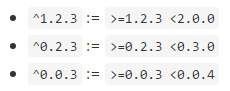 ^1.2.3 := >=1.2.3 <2.0.0
^0.2.3 := >=0.2.3 <0.3.0
^0.0.3 := >=0.0.3 <0.0.4